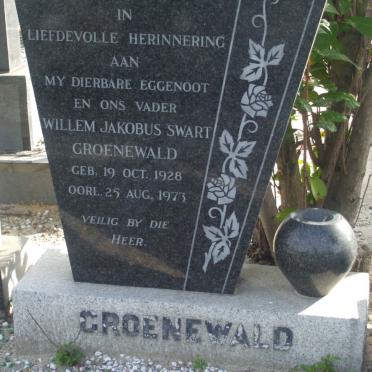 IN
LIEFDEVOLLE HERINNERING
AAN
MY DIERBARE EGGENOOT
EN ONS VADER
WILLEM JAKOBUS SWART
GROENEWALD
GEB. 19 OCT. 1928
OORL. 25 AUG. 1973
VEILIG BY DIE
HEER.
GROENEWALD